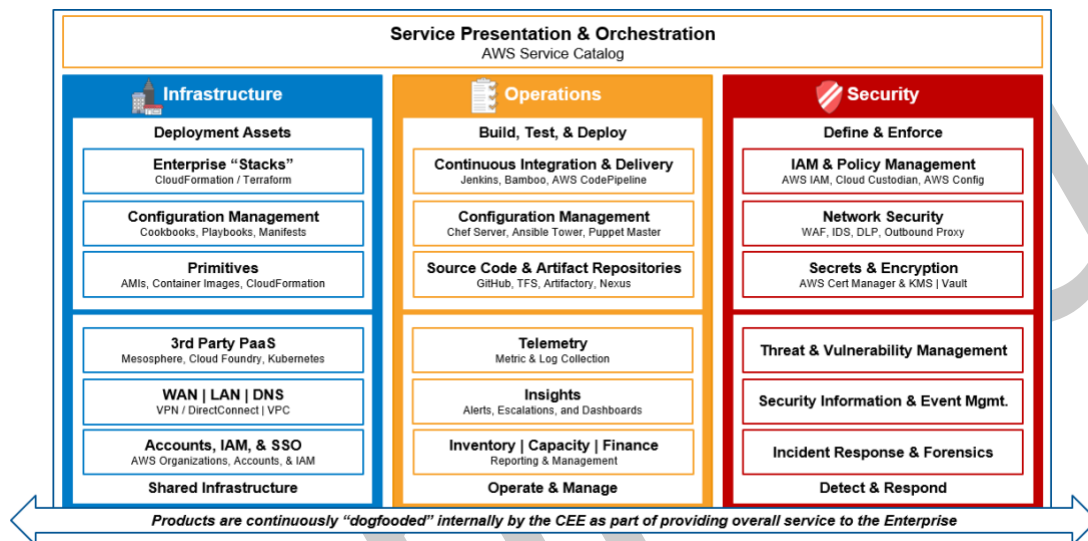 Service Presentation & Orchestration
AWS Service Catalog
Infrastructure
Deployment Assets
Enterprise “Stacks”
CloudFormation / Terraform
Configuration Management
Cookbooks, Playbooks, Manifests
Primitives
AMIs, Container Images, CloudFormation
3rd Party PaaS
Mesosphere, Cloud Foundry, Kubernetes
WAN | LAN | DNS
VPN / DirectConnect | VPC
Accounts, IAM, & SSO
AWS Organizations, Accounts, & IAM
Shared Infrastructure
Operations
Build, Test, & Deploy
Continuous Integration & Delivery
Jenkins, Bamboo, AWS CodePipeline
Configuration Management
Chef Server, Ansible Tower, Puppet Master
Source Code & Artifact Repositories
GitHub, TFS, Artifactory, Nexus
Telemetry
Metric & Log Collection
Insights
Alerts, Escalations, and Dashboards
Inventory | Capacity | Finance
Reporting & Management
Operate & Manage
Security
Define & Enforce
IAM & Policy Management
AWS IAM, Cloud Custodian, AWS Config
Network Security
WAF, IDS, DLP, Outbound Proxy
Secrets & Encryption
AWS Cert Manager & KMS | Vault
Threat & Vulnerability Management
Security Information & Event Mgmt.
Incident Response & Forensics
Detect & Respond
Products are continuously “dogfooded” internally by the CEE as part of providing overall service to the Enterprise